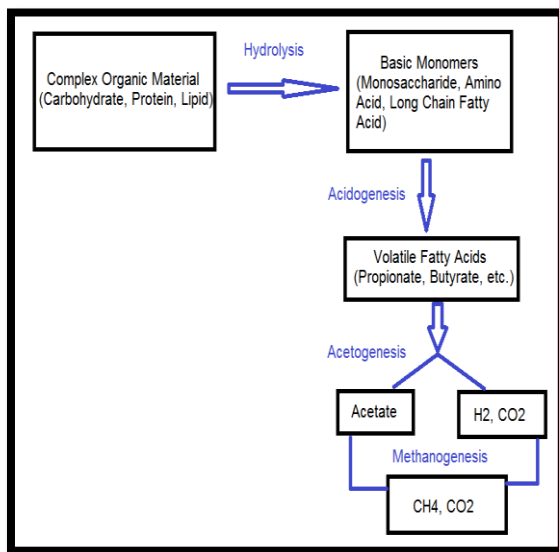 Hydrolysis
Complex Organic Material
(Carbohydrate, Protein, Lipid)
Basic Monomers
(Monosaccharide, Amino
Acid, Long Chain Fatty
Acid)
Acidogenesis
Volatile Fatty Acids
(Propionate, Butyrate, etc.)
Acetogenesis
Acetate
H2, CO2
Methanogenesis
CH4, CO2